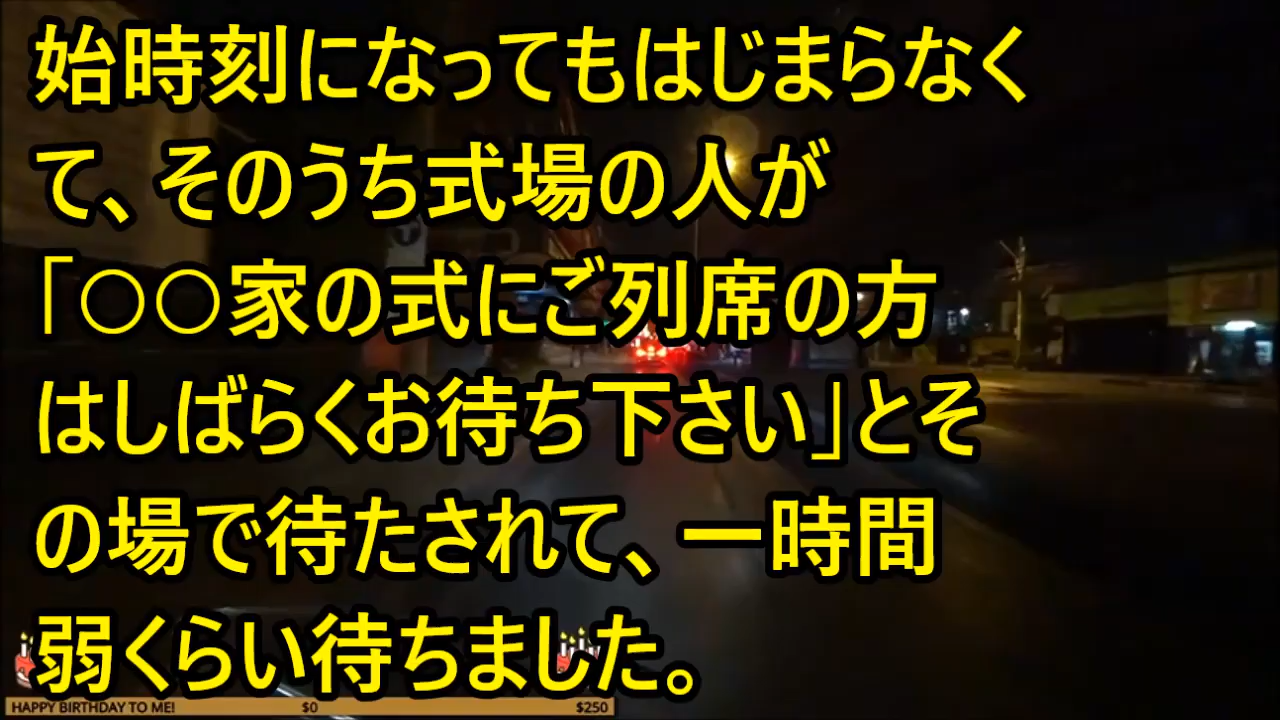 始時刻になってもはじまらなく
て、そのうち式場の人が
「○○家の式にご列席の方
はしばらくお待ち下さい」とそ
の場で待たされて、一時間
弱くらい待ちました。
HAPPY BIRTHDAY TO ME! $0 $250